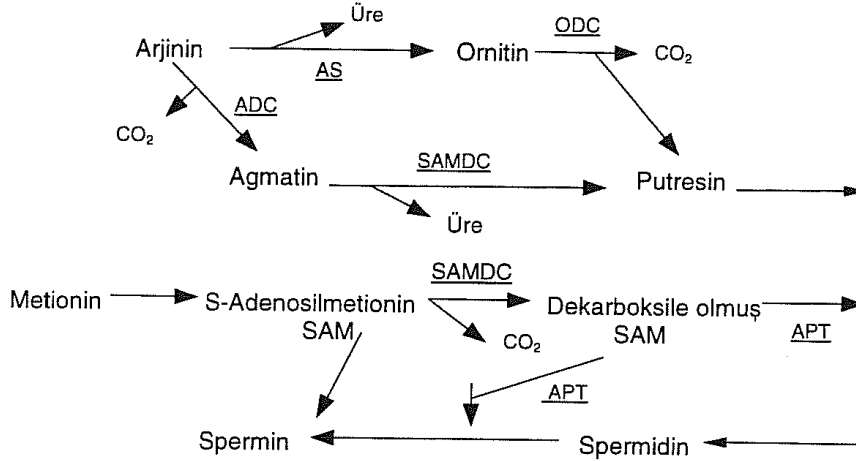 Üre
ODC
Arjinin
Ornitin
CO₂
AS
ADC
CO₂
SAMDC
Agmatin
Putresin
Üre
SAMDC
Metionin
S-Adenosilmetionin
SAM
Dekarboksile olmuş
SAM
APT
CO₂
APT
Spermin
Spermidin